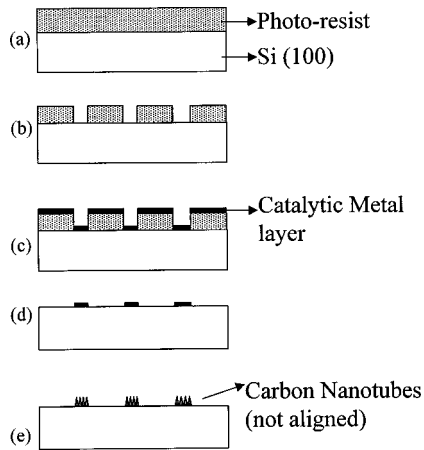 (a)
Photo-resist
Si (100)
(b)
(c)
Catalytic Metal
layer
(d)
(e)
Carbon Nanotubes
(not aligned)